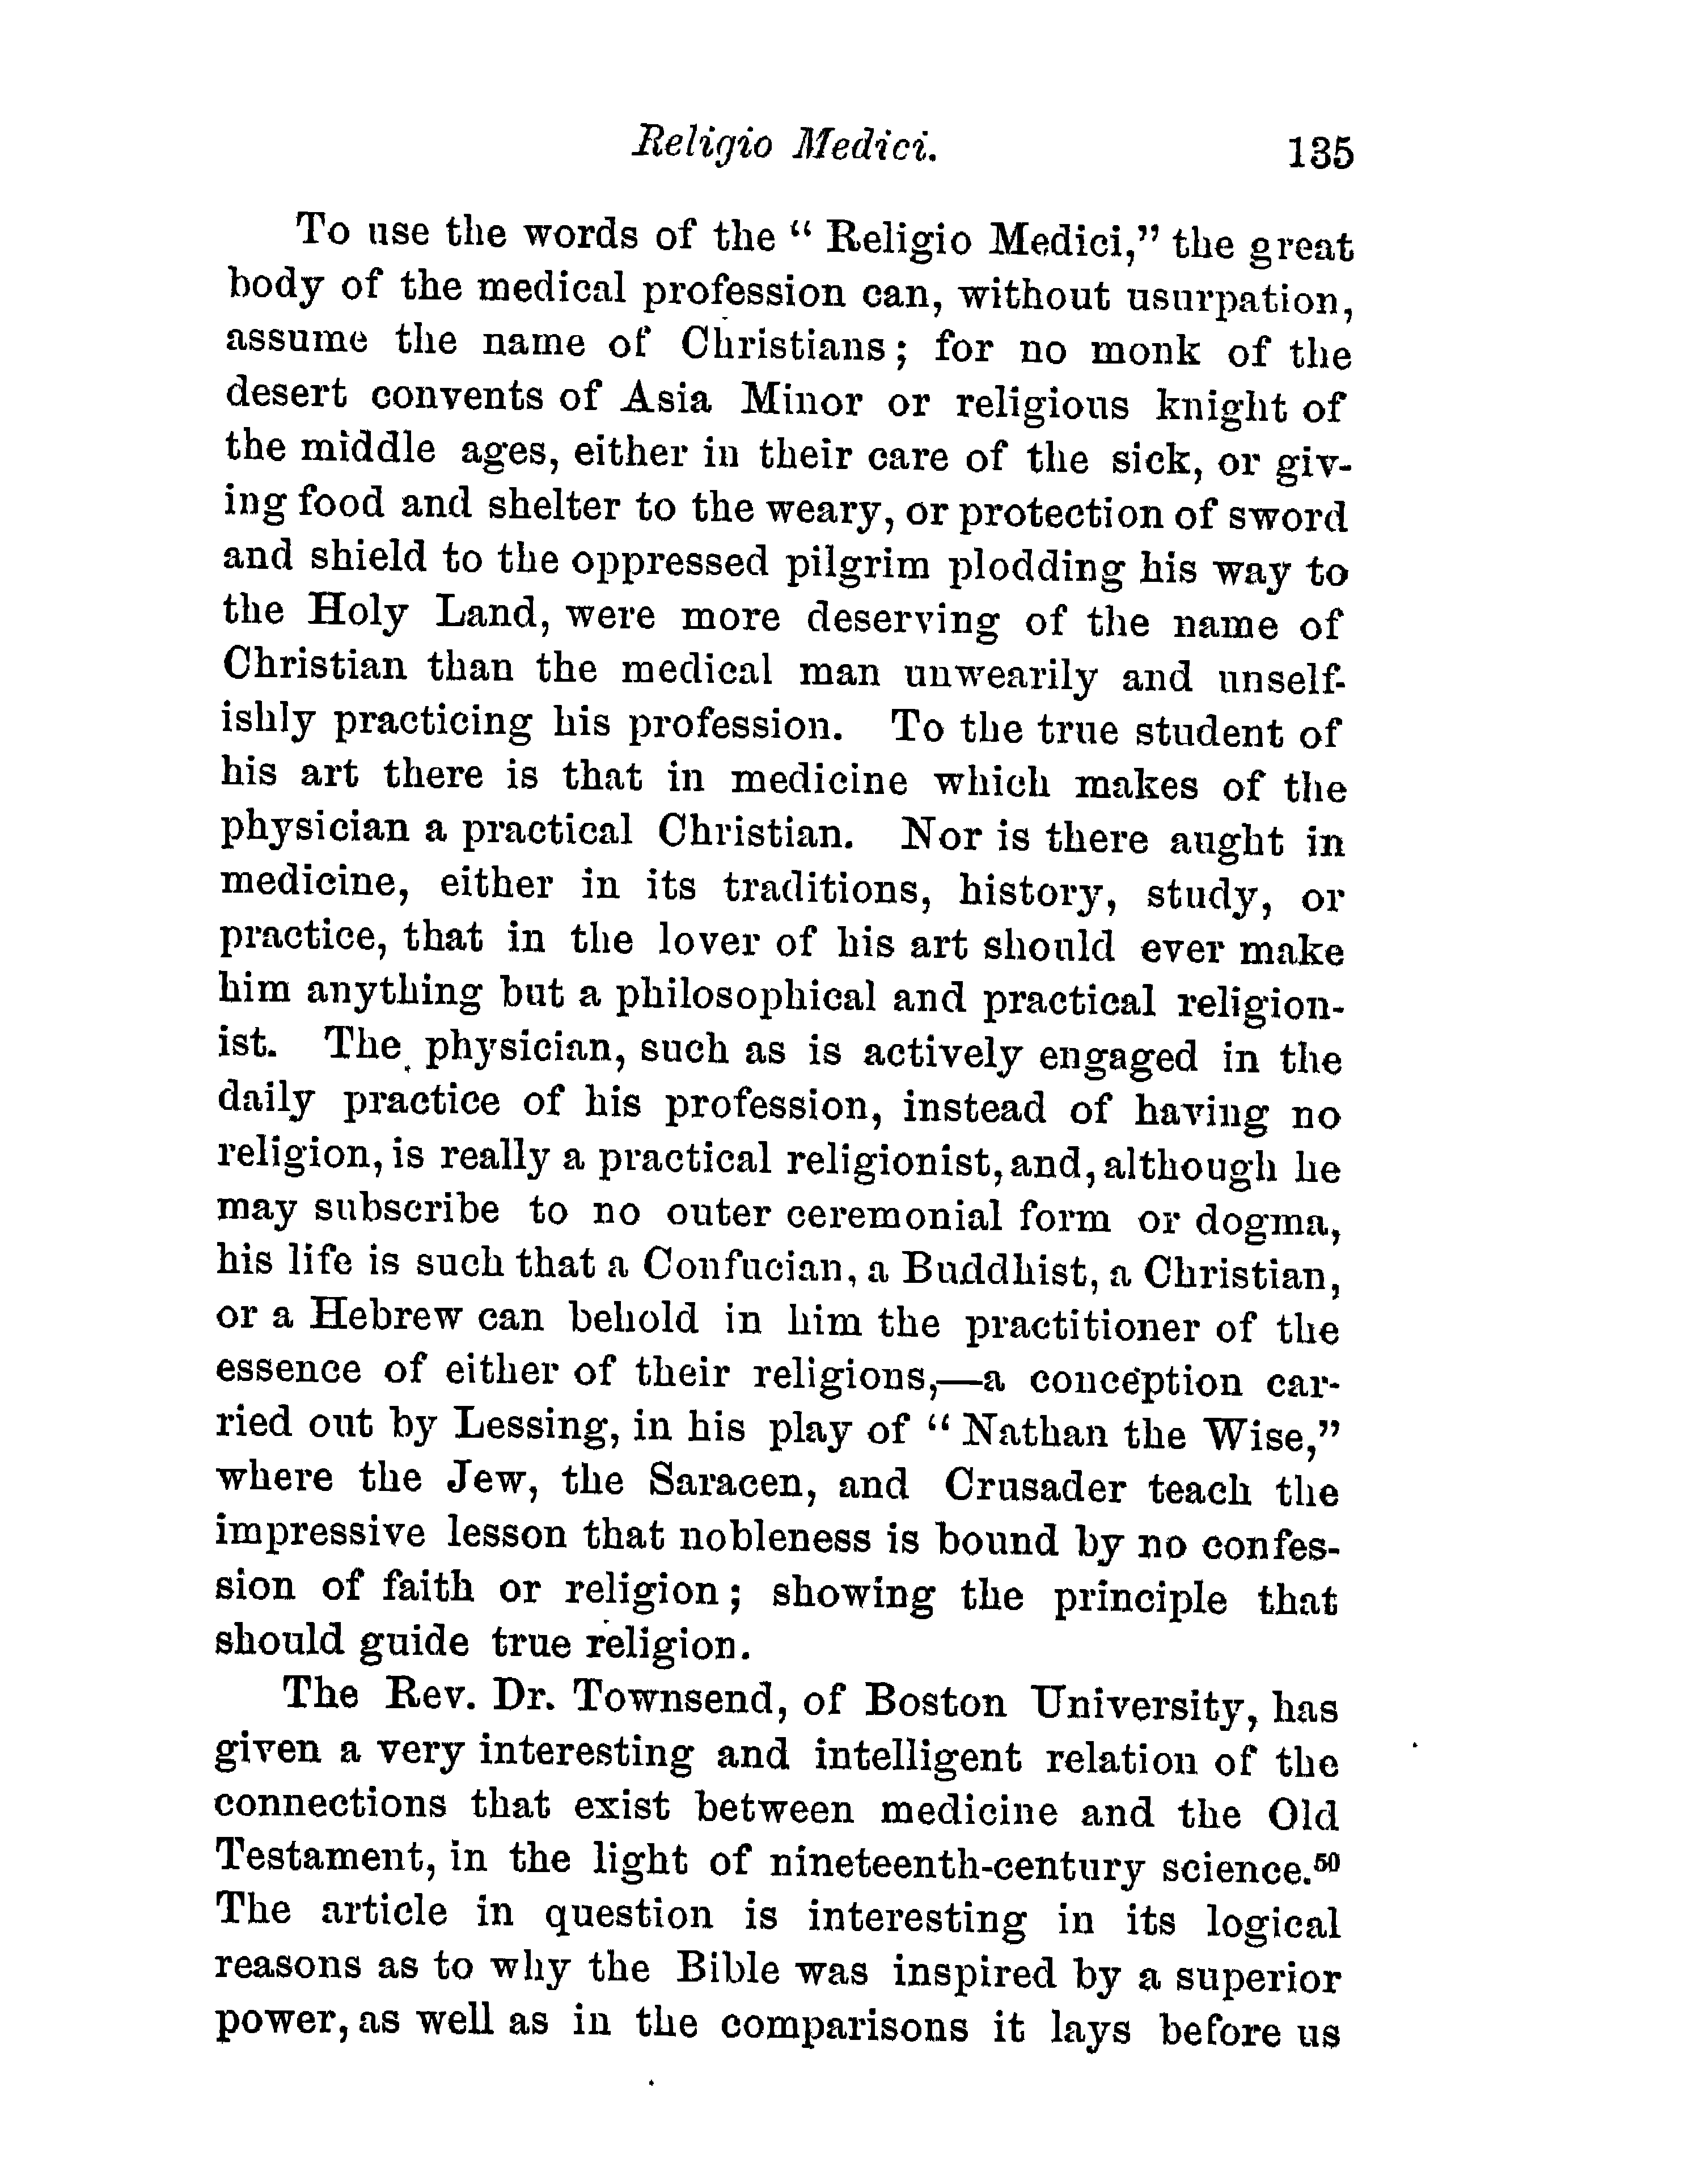 Religio Medici. 135
To use the words of the “ Religio Medici,” the great
body of the medical profession can, without usurpation,
assume the name of Christians; for no monk of the
desert convents of Asia Minor or religious knight of
the middle ages, either in their care of the sick, or giv-
ing food and shelter to the weary, or protection of sword
and shield to the oppressed pilgrim plodding his way to
the Holy Land, were more deserving of the name of
Christian than the medical man unwearily and unself-
ishly practicing his profession. To the true student of
his art there is that in medicine which makes of the
physician a practical Christian. Nor is there aught in
medicine, either in its traditions, history, study, or
practice, that in the lover of his art should ever make
him anything but a philosophical and practical religion-
ist. The physician, such as is actively engaged in the
daily practice of his profession, instead of having no
religion, is really a practical religionist, and, although he
may subscribe to no outer ceremonial form or dogma,
his life is such that a Confucian, a Buddhist, a Christian,
or a Hebrew can behold in him the practitioner of the
essence of either of their religions,—a conception car-
ried out by Lessing, in his play of “ Nathan the Wise,”
where the Jew, the Saracen, and Crusader teach the
impressive lesson that nobleness is bound by no confes-
sion of faith or religion; showing the principle that
should guide true religion.
The Rev. Dr. Townsend, of Boston University, has
given a very interesting and intelligent relation of the
connections that exist between medicine and the Old
Testament, in the light of nineteenth-century science.⁵⁰
The article in question is interesting in its logical
reasons as to why the Bible was inspired by a superior
power, as well as in the comparisons it lays before us